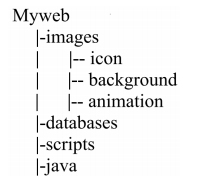 Myweb
|-images
|    |-- icon
|    |-- background
|    |-- animation
|-databases
|-scripts
|-java